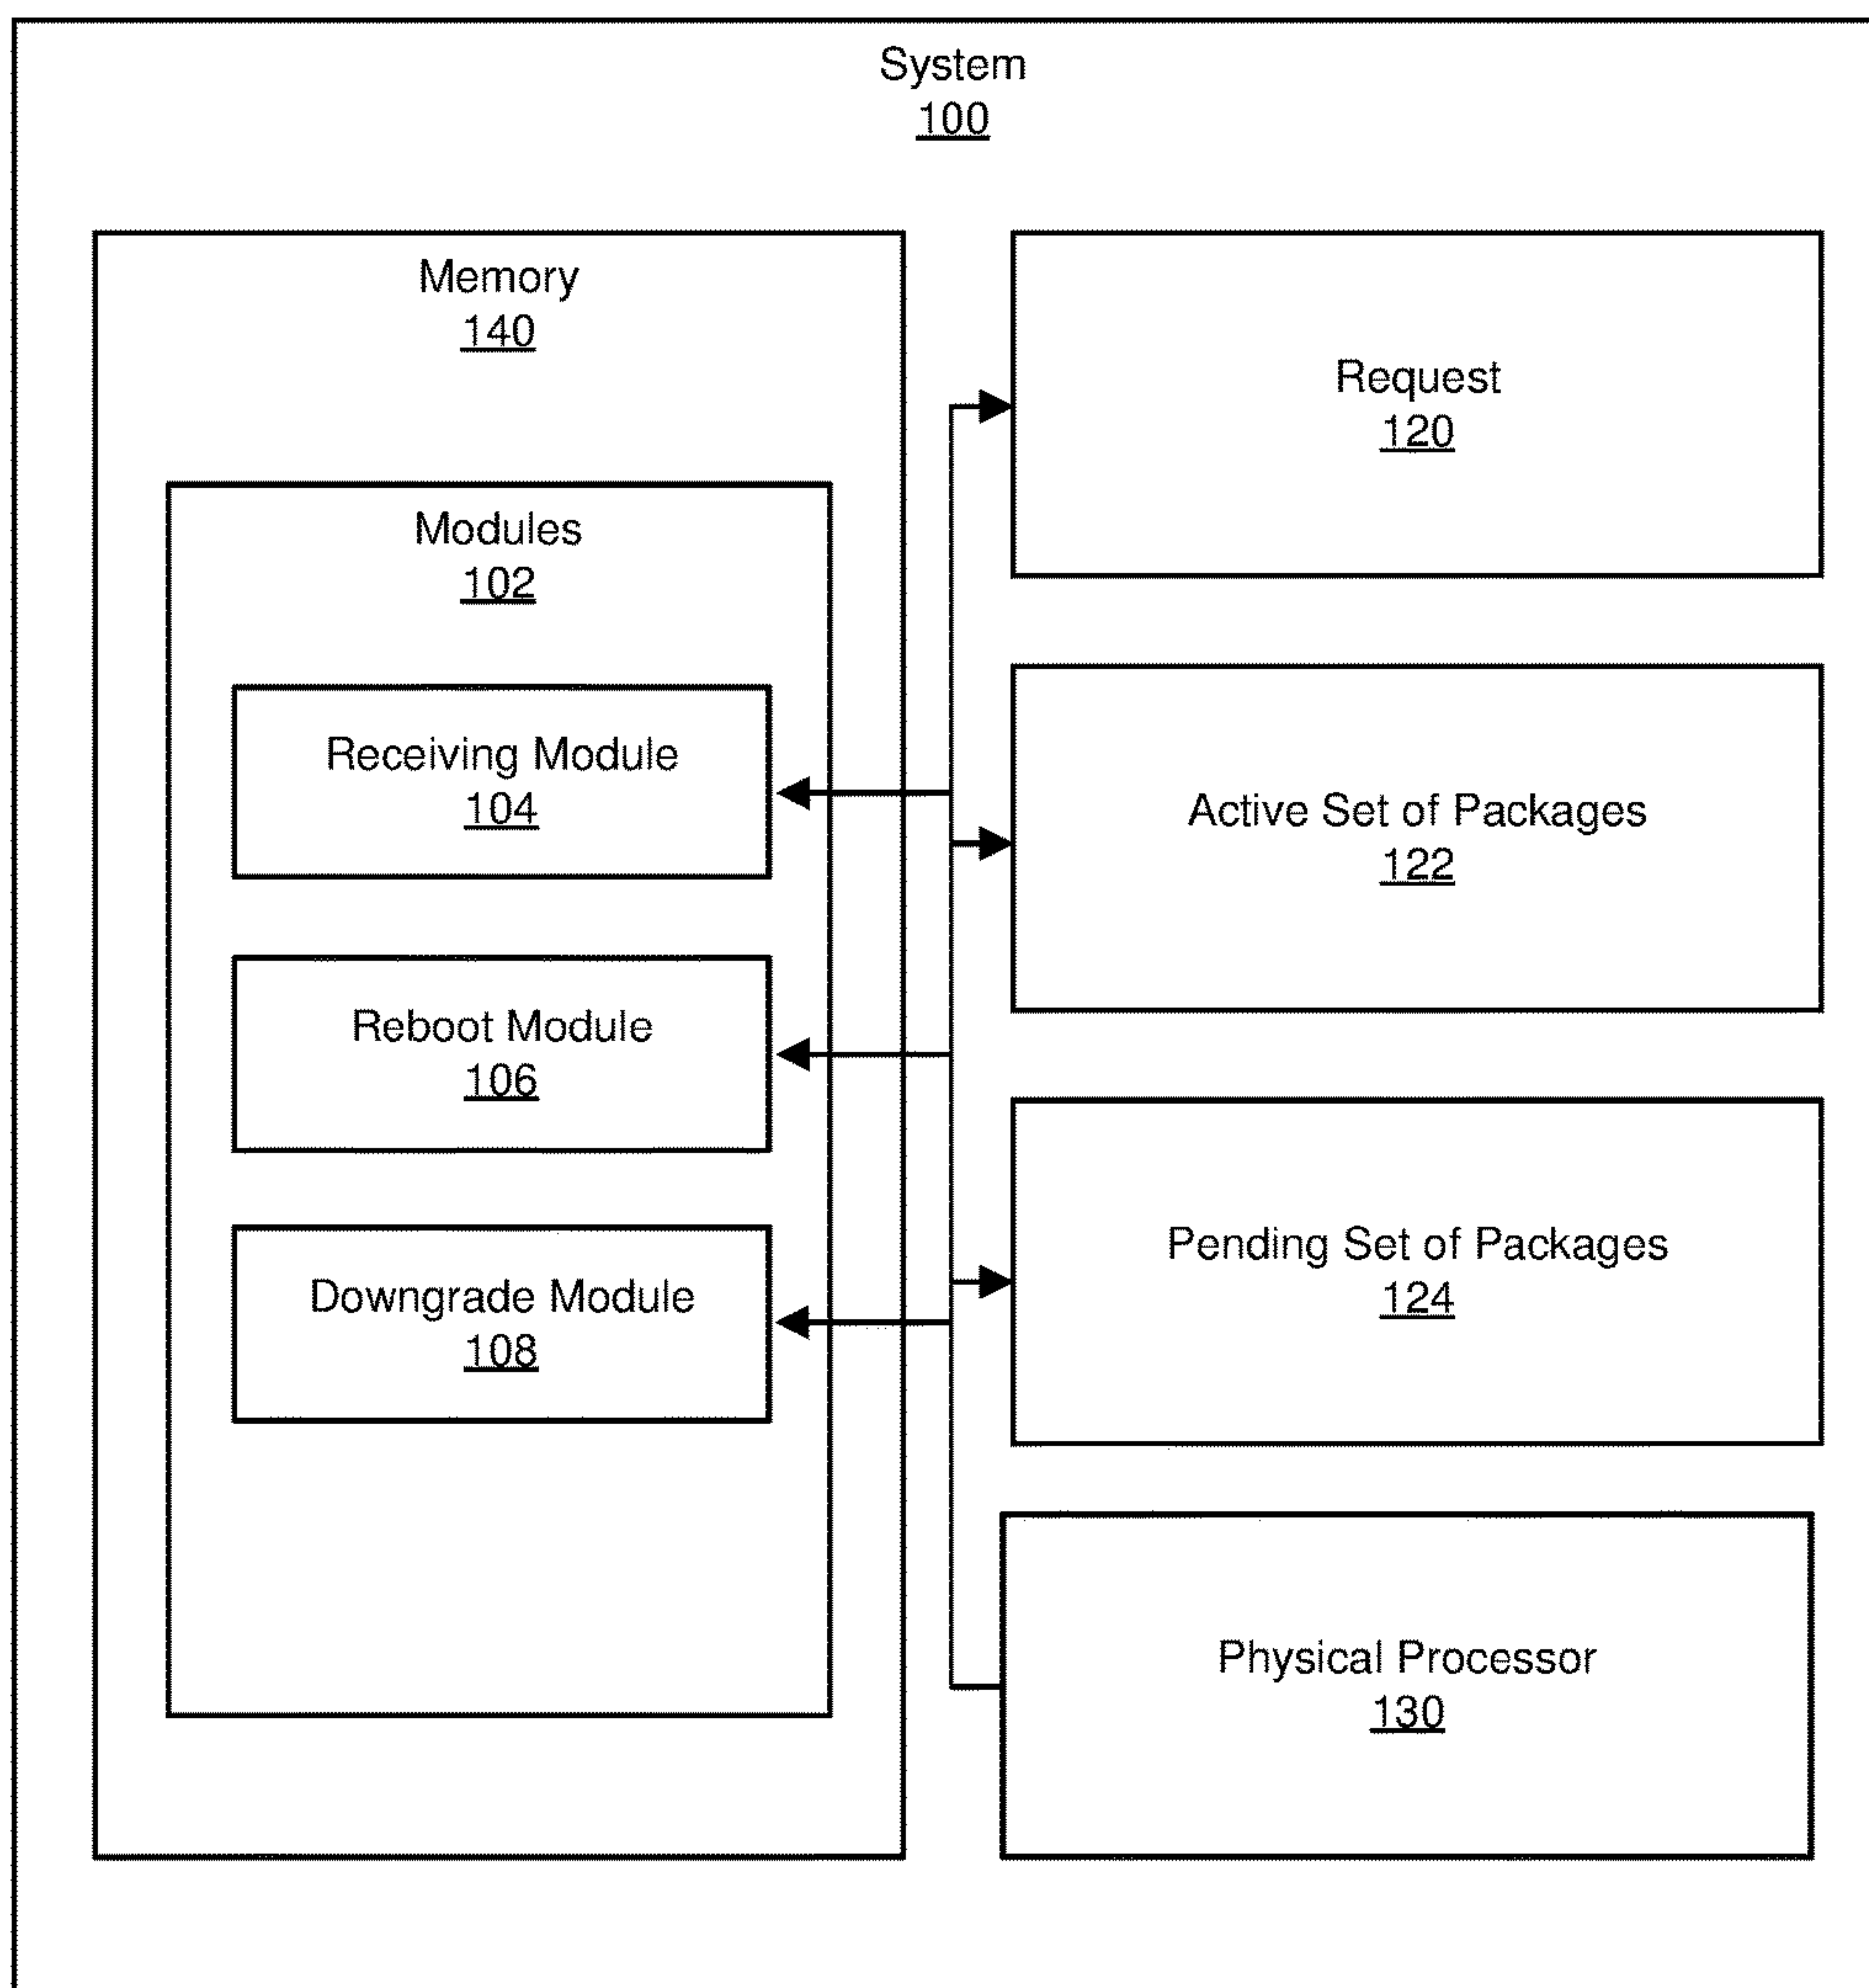 System
100
Memory
140
Modules
102
Receiving Module
104
Reboot Module
106
Downgrade Module
108
Request
120
Active Set of Packages
122
Pending Set of Packages
124
Physical Processor
130